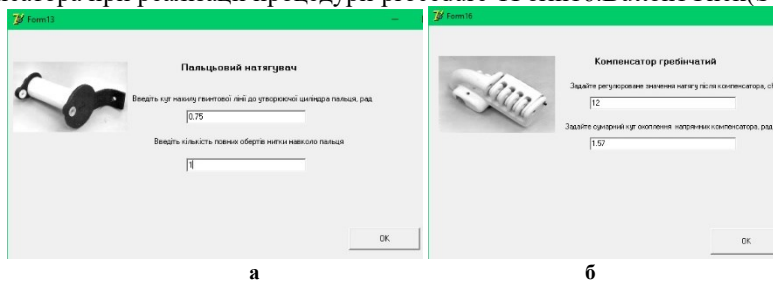 Form13
Form16
Пальцьовий натягувач
Введіть кут нахилу гвинтової лінії до утворюючої циліндра пальця, рад
0.75
Введіть кількість повних обертів нитки навколо пальця
1
OK
Компенсатор гребінчатий
Задайте регульороване значення натягу після компенсатора,
12
Задайте сумарний кут охоплення напрямних компенсатора, рад
1.57
OK
а
б